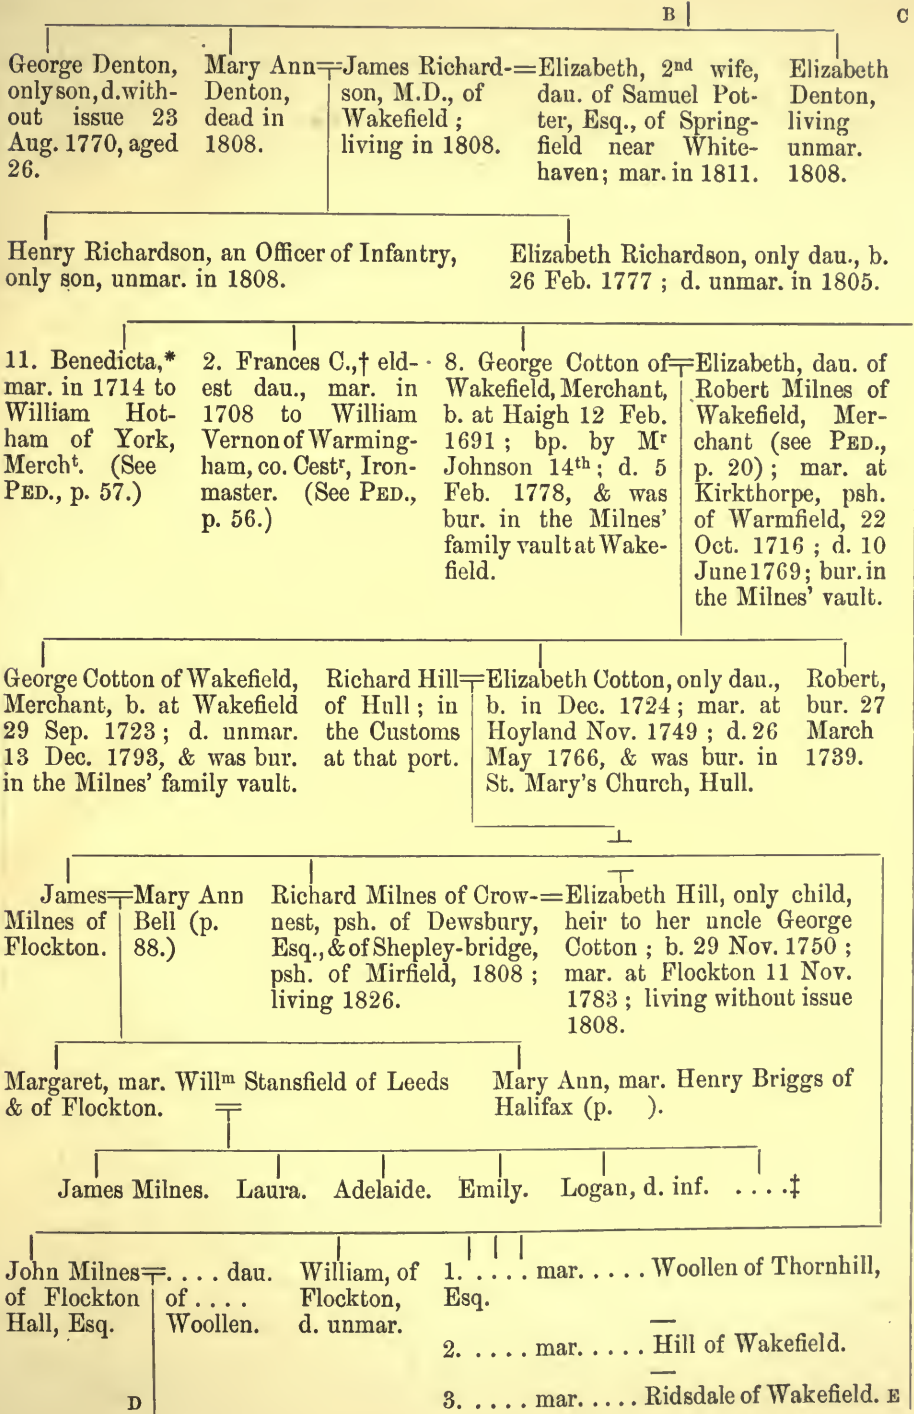 B C
George Denton,
only son, d. with-
out issue 23
Aug. 1770, aged
26.
Mary Ann
Denton,
dead in
1808.
James Richard-
son, M.D., of
Wakefield ;
living in 1808.
Elizabeth, 2nd wife,
dau. of Samuel Pot-
ter, Esq., of Spring-
field near White-
haven; mar. in 1811.
Elizabeth
Denton,
living
unmar.
1808.
Henry Richardson, an Officer of Infantry,
only son, unmar. in 1808.
Elizabeth Richardson, only dau., b.
26 Feb. 1777 ; d. unmar. in 1805.
11. Benedicta,*
mar. in 1714 to
William Hot-
ham of York,
Mercht. (See
PED., p. 57.)
2. Frances C.,† eld-
est dau., mar. in
1708 to William
Vernon of Warming-
ham, co. Cestr, Iron-
master. (See PED.,
p. 56.)
8. George Cotton of
Wakefield, Merchant,
b. at Haigh 12 Feb.
1691 ; bp. by Mr
Johnson 14th; d. 5
Feb. 1778, & was
bur. in the Milnes'
family vault at Wake-
field.
Elizabeth, dau. of
Robert Milnes of
Wakefield, Mer-
chant (see PED.,
p. 20) ; mar. at
Kirkthorpe, psh.
of Warmfield, 22
Oct. 1716 ; d. 10
June 1769; bur. in
the Milnes' vault.
George Cotton of Wakefield,
Merchant, b. at Wakefield
29 Sep. 1723 ; d. unmar.
13 Dec. 1793, & was bur.
in the Milnes' family vault.
Richard Hill
of Hull ; in
the Customs
at that port.
Elizabeth Cotton, only dau.,
b. in Dec. 1724 ; mar. at
Hoyland Nov. 1749 ; d. 26
May 1766, & was bur. in
St. Mary's Church, Hull.
Robert,
bur. 27
March
1739.
James
Milnes of
Flockton.
Mary Ann
Bell (p.
88.)
Richard Milnes of Crow-
nest, psh. of Dewsbury,
Esq., & of Shepley-bridge,
psh. of Mirfield, 1808 ;
living 1826.
Elizabeth Hill, only child,
heir to her uncle George
Cotton ; b. 29 Nov. 1750 ;
mar. at Flockton 11 Nov.
1783 ; living without issue
1808.
Margaret, mar. Willm Stansfield of Leeds
& of Flockton.
Mary Ann, mar. Henry Briggs of
Halifax (p. ).
James Milnes. Laura. Adelaide. Emily. Logan, d. inf. . . . .‡
John Milnes
of Flockton
Hall, Esq.
. . . . dau.
of . . . .
Woollen.
William, of
Flockton,
d. unmar.
1. . . . . mar. . . . . Woollen of Thornhill,
Esq.
2. . . . . mar. . . . . Hill of Wakefield.
3. . . . . mar. . . . . Ridsdale of Wakefield. E
D